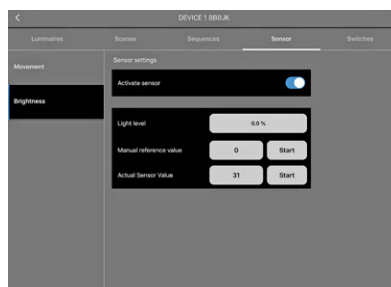 DEVICE 1 BBBJK
Luminaires Scenes Sequences Sensor Switches
Movement
Brightness
Sensor settings
Activate sensor
Light level 0.0 %
Manual reference value 0 Start
Actual Sensor Value 31 Start